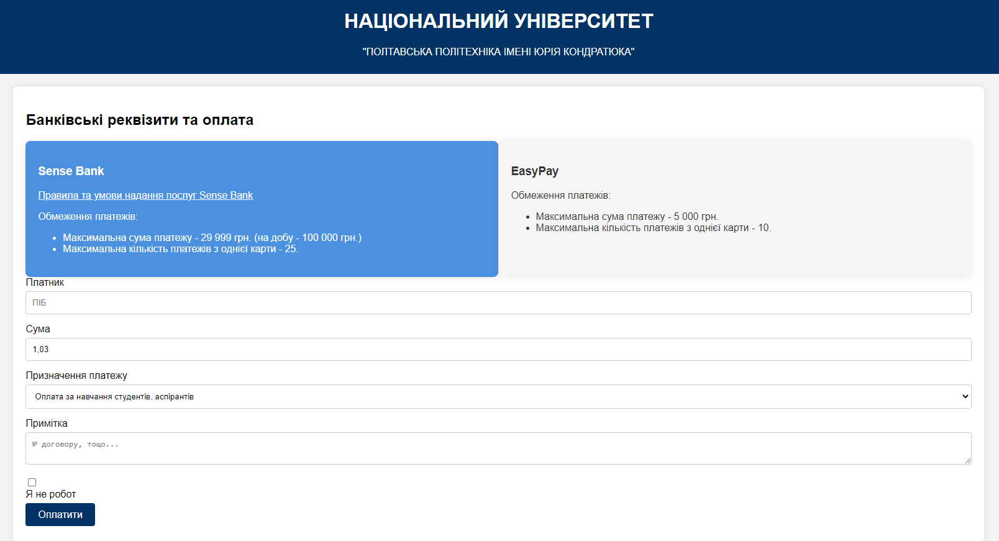 НАЦІОНАЛЬНИЙ УНІВЕРСИТЕТ
"ПОЛТАВСЬКА ПОЛІТЕХНІКА ІМЕНІ ЮРІЯ КОНДРАТЮКА"
Банківські реквізити та оплата
Sense Bank
Правила та умови надання послуг Sense Bank
Обмеження платежів:
Максимальна сума платежу - 29 999 грн. (на добу - 100 000 грн.)
Максимальна кількість платежів з однієї карти - 25.
EasyPay
Обмеження платежів:
Максимальна сума платежу - 5 000 грн.
Максимальна кількість платежів з однієї карти - 10.
Платник
ПІБ
Сума
1,03
Призначення платежу
Оплата за навчання студентів, аспірантів
Примітка
№ договору, тощо...
Я не робот
Оплатити